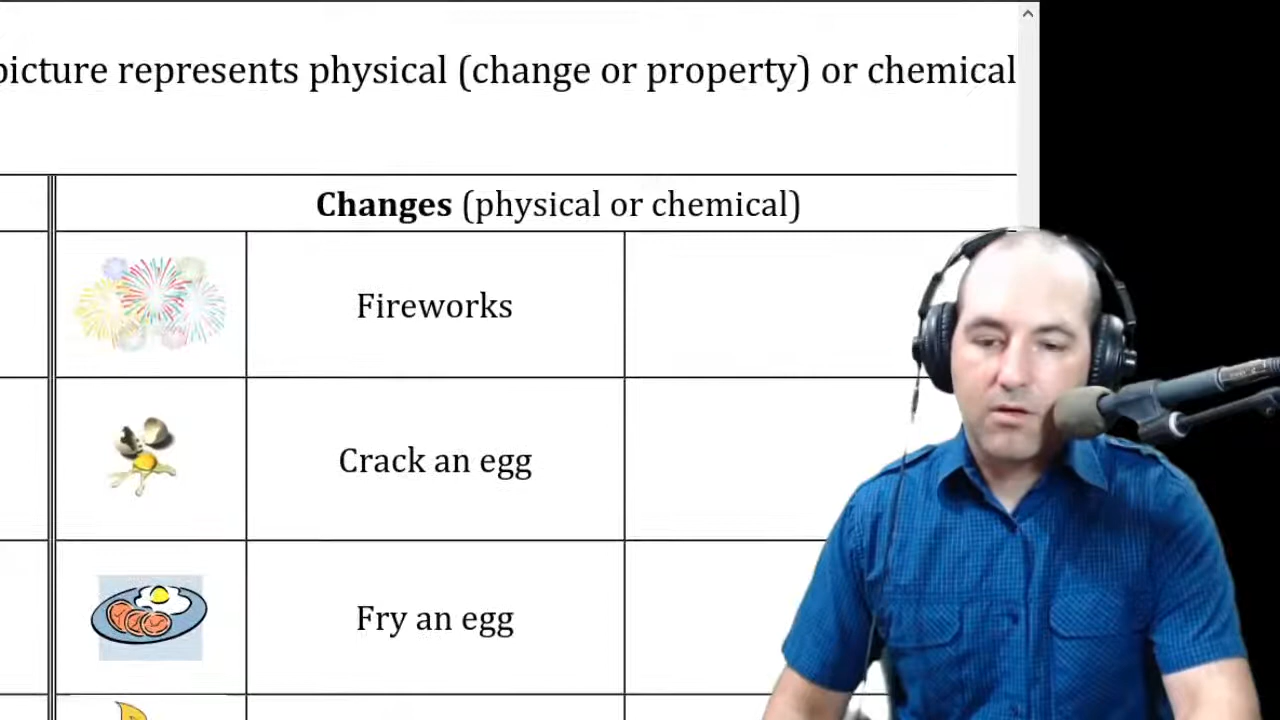 picture represents physical (change or property) or chemical
Changes (physical or chemical)
Fireworks
Crack an egg
Fry an egg